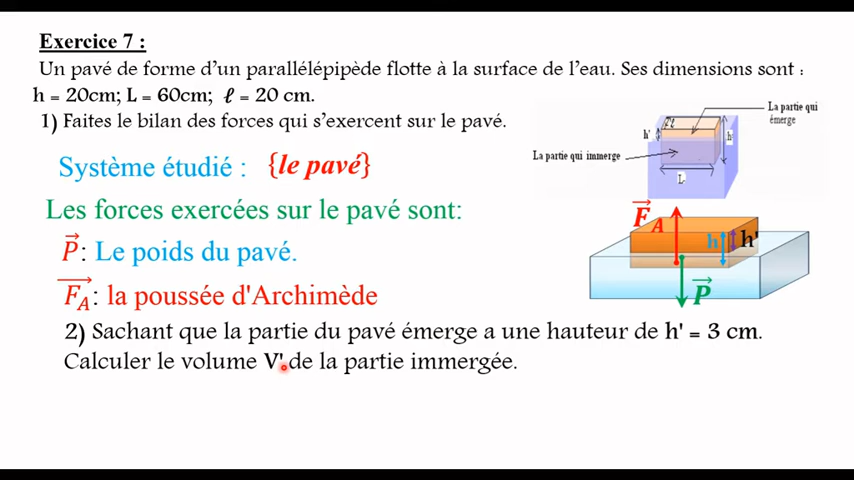 Exercice 7 :
Un pavé de forme d'un parallélépipède flotte à la surface de l'eau. Ses dimensions sont :
h = 20cm; L = 60cm; ℓ = 20 cm.
1) Faites le bilan des forces qui s'exercent sur le pavé.
La partie qui
émerge
h'
h
La partie qui immerge
L
Système étudié : {le pavé}
Les forces exercées sur le pavé sont:
F⃗A
h h'
P⃗: Le poids du pavé.
P⃗
F⃗A: la poussée d'Archimède
2) Sachant que la partie du pavé émerge a une hauteur de h' = 3 cm.
Calculer le volume V' de la partie immergée.